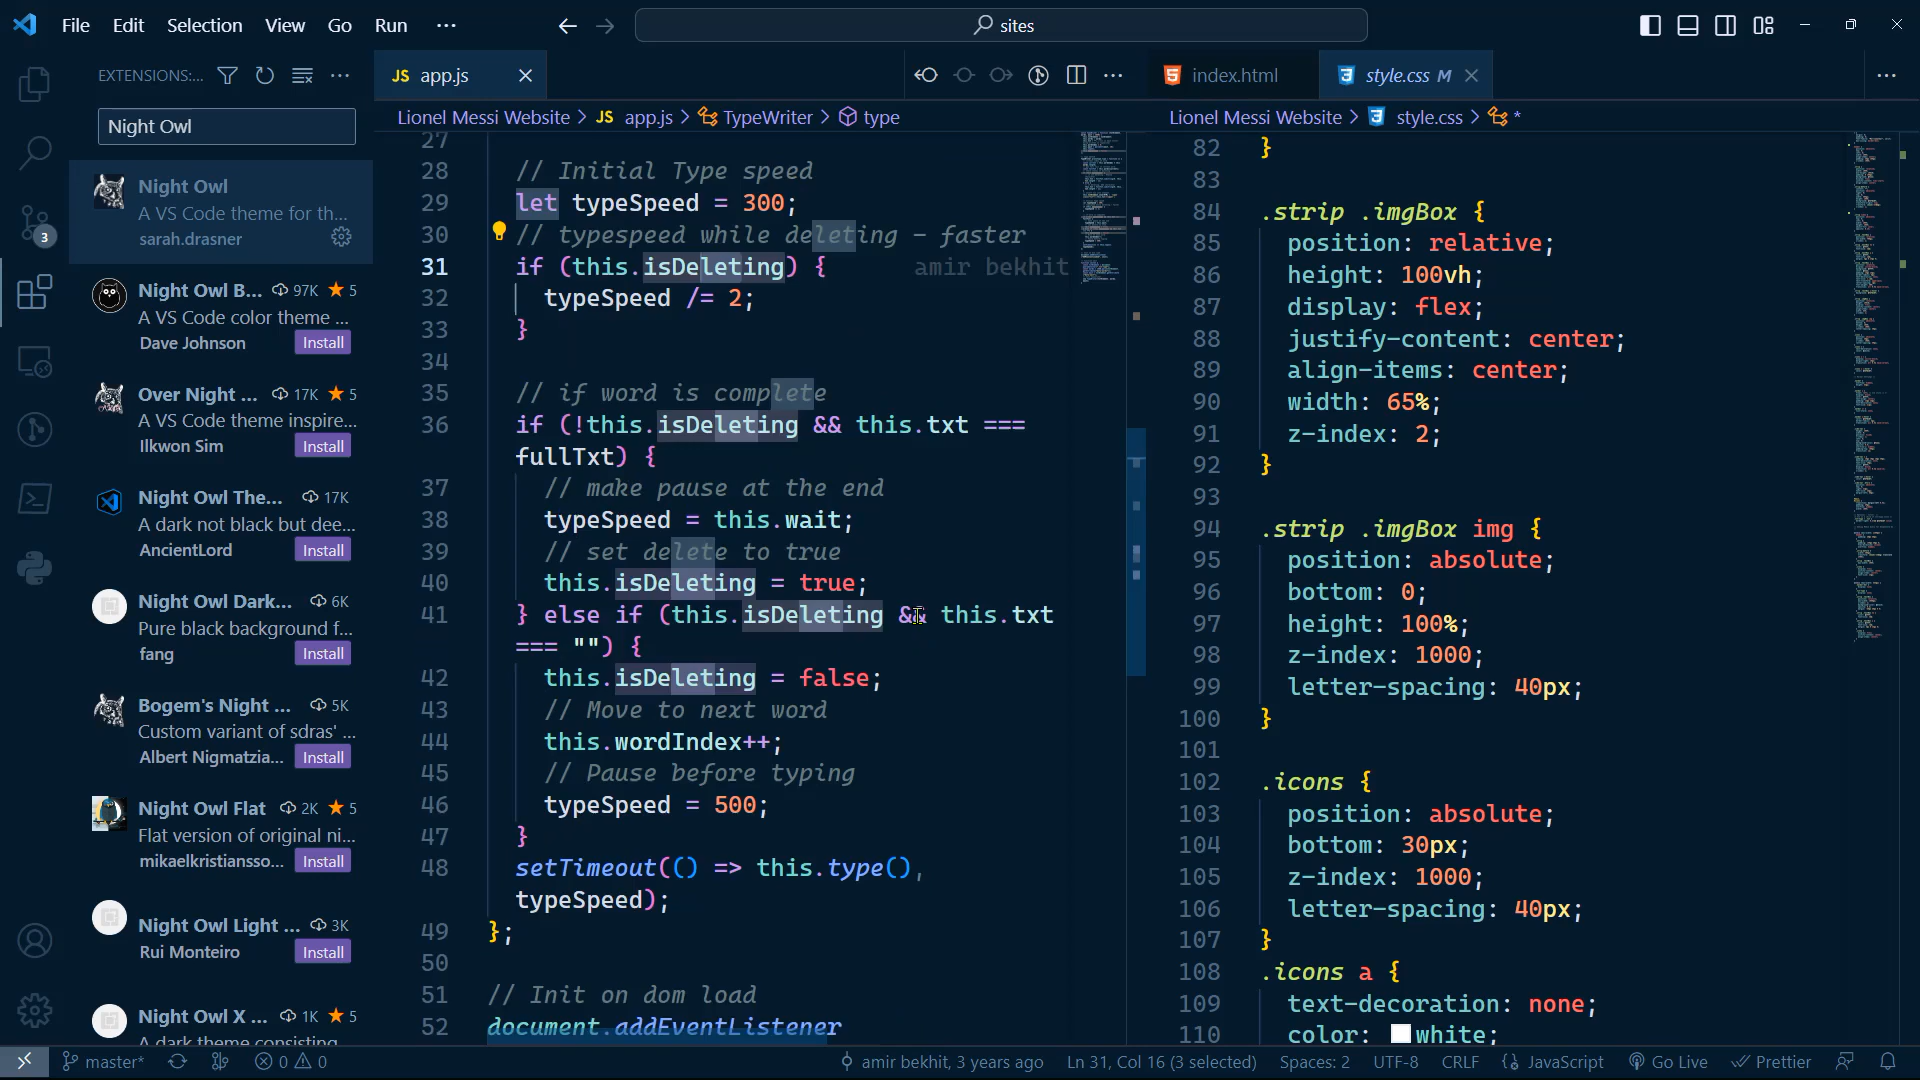 File Edit Selection View Go Run ···
sites
EXTENSIONS:...
Night Owl
Night Owl
A VS Code theme for th...
sarah.drasner
Night Owl B... 97K ★ 5
A VS Code color theme ...
Dave Johnson Install
Over Night ... 17K ★ 5
A VS Code theme inspire...
Ilkwon Sim Install
Night Owl The... 17K
A dark not black but dee...
AncientLord Install
Night Owl Dark... 6K
Pure black background f...
fang Install
Bogem's Night ... 5K
Custom variant of sdras' ...
Albert Nigmatzia... Install
Night Owl Flat 2K ★ 5
Flat version of original ni...
mikaelkristiansso... Install
Night Owl Light ... 3K
Rui Monteiro Install
Night Owl X ... 1K ★ 5
A dark theme consisting
3
JS app.js
Lionel Messi Website > JS app.js > TypeWriter > type
27
28 // Initial Type speed
29 let typeSpeed = 300;
30 // typespeed while deleting - faster
31 if (this.isDeleting) { amir bekhit
32 typeSpeed /= 2;
33 }
34
35 // if word is complete
36 if (!this.isDeleting && this.txt ===
fullTxt) {
37 // make pause at the end
38 typeSpeed = this.wait;
39 // set delete to true
40 this.isDeleting = true;
41 } else if (this.isDeleting && this.txt
=== "") {
42 this.isDeleting = false;
43 // Move to next word
44 this.wordIndex++;
45 // Pause before typing
46 typeSpeed = 500;
47 }
48 setTimeout(() => this.type(),
typeSpeed);
49 };
50
51 // Init on dom load
52 document.addEventListener
index.html
style.css M
Lionel Messi Website > style.css > *
82 }
83
84 .strip .imgBox {
85 position: relative;
86 height: 100vh;
87 display: flex;
88 justify-content: center;
89 align-items: center;
90 width: 65%;
91 z-index: 2;
92 }
93
94 .strip .imgBox img {
95 position: absolute;
96 bottom: 0;
97 height: 100%;
98 z-index: 1000;
99 letter-spacing: 40px;
100 }
101
102 .icons {
103 position: absolute;
104 bottom: 30px;
105 z-index: 1000;
106 letter-spacing: 40px;
107 }
108 .icons a {
109 text-decoration: none;
110 color: white;
master* 0 0 amir bekhit, 3 years ago Ln 31, Col 16 (3 selected) Spaces: 2 UTF-8 CRLF {} JavaScript Go Live Prettier